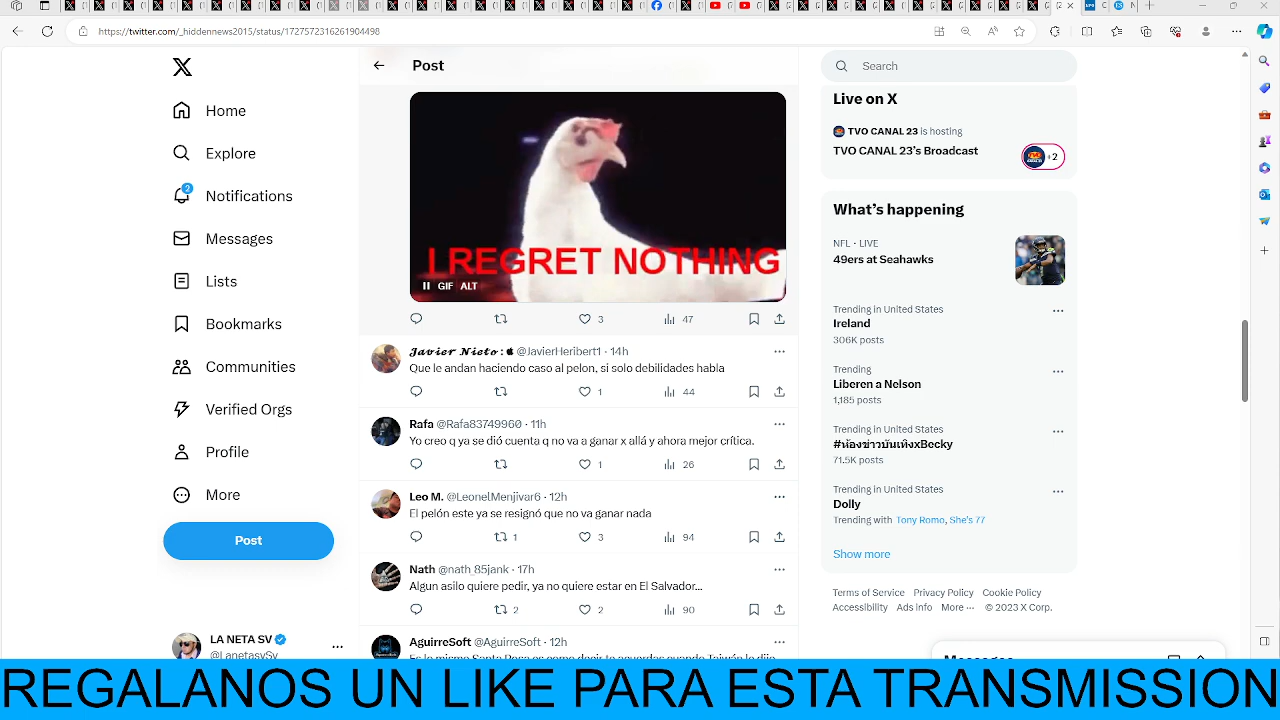 https://twitter.com/_hiddennews2015/status/1727572316261904498
Home
Explore
2
Notifications
Messages
Lists
Bookmarks
Communities
Verified Orgs
Profile
More
Post
LA NETA SV
@LanetasySv
Post
I REGRET NOTHING
GIF ALT
3 47
Javier Nieto : @JavierHeribert1 · 14h
Que le andan haciendo caso al pelon, si solo debilidades habla
1 44
Rafa @Rafa83749960 · 11h
Yo creo q ya se dió cuenta q no va a ganar x allá y ahora mejor crítica.
1 26
Leo M. @LeonelMenjivar6 · 12h
El pelón este ya se resignó que no va ganar nada
1 3 94
Nath @nath_85jank · 17h
Algun asilo quiere pedir, ya no quiere estar en El Salvador...
2 2 90
AguirreSoft @AguirreSoft · 12h
Search
Live on X
TVO CANAL 23 is hosting
TVO CANAL 23's Broadcast
+2
What's happening
NFL · LIVE
49ers at Seahawks
Trending in United States
Ireland
306K posts
Trending
Liberen a Nelson
1,185 posts
Trending in United States
#ห้องข่าวบันเทิงxBecky
71.5K posts
Trending in United States
Dolly
Trending with Tony Romo, She's 77
Show more
Terms of Service Privacy Policy Cookie Policy
Accessibility Ads info More ··· © 2023 X Corp.
Messages
REGALANOS UN LIKE PARA ESTA TRANSMISSION